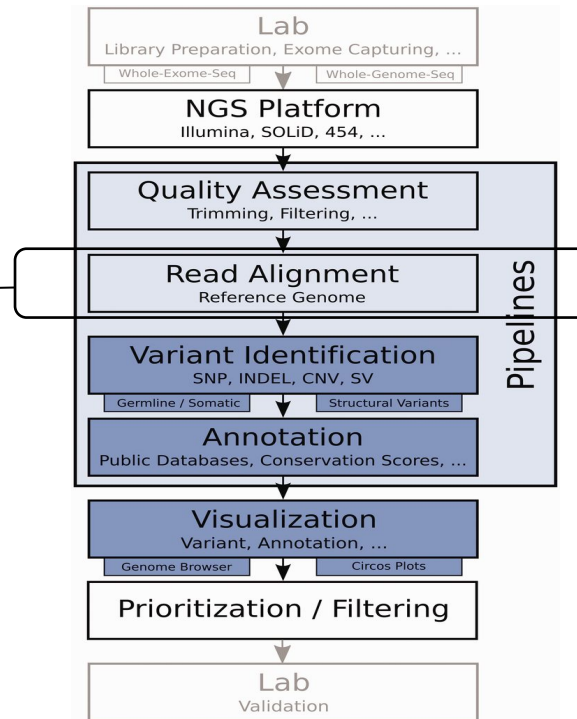 Lab
Library Preparation, Exome Capturing, ...
Whole-Exome-Seq
Whole-Genome-Seq
NGS Platform
Illumina, SOLiD, 454, ...
Quality Assessment
Trimming, Filtering, ...
Read Alignment
Reference Genome
Variant Identification
SNP, INDEL, CNV, SV
Germline / Somatic
Structural Variants
Annotation
Public Databases, Conservation Scores, ...
Pipelines
Visualization
Variant, Annotation, ...
Genome Browser
Circos Plots
Prioritization / Filtering
Lab
Validation